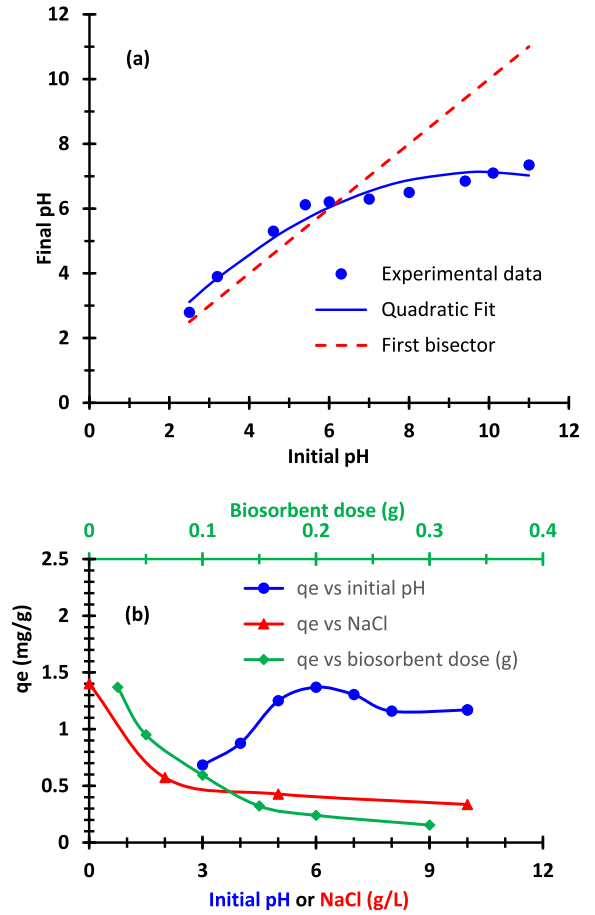 12
(a)
10
8
6
4
2
0
Final pH
Experimental data
Quadratic Fit
First bisector
0 2 4 6 8 10 12
Initial pH
Biosorbent dose (g)
0 0.1 0.2 0.3 0.4
2.5
2
1.5
1
0.5
0
qe (mg/g)
(b)
qe vs initial pH
qe vs NaCl
qe vs biosorbent dose (g)
0 3 6 9 12
Initial pH or NaCl (g/L)